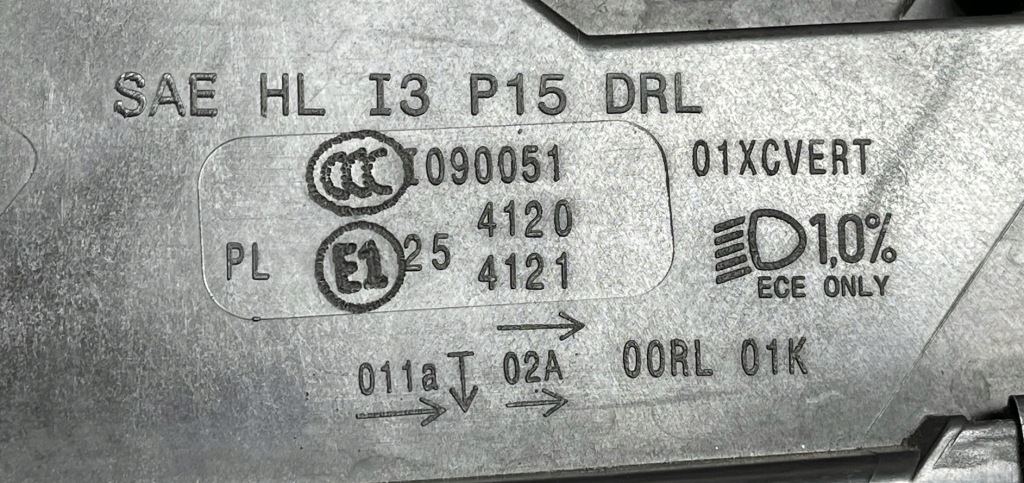 SAE HL I3 P15 DRL
CCC I090051
01XCVERT
4120
PL E1 25 4121
1,0%
ECE ONLY
011a 02A 00RL 01K